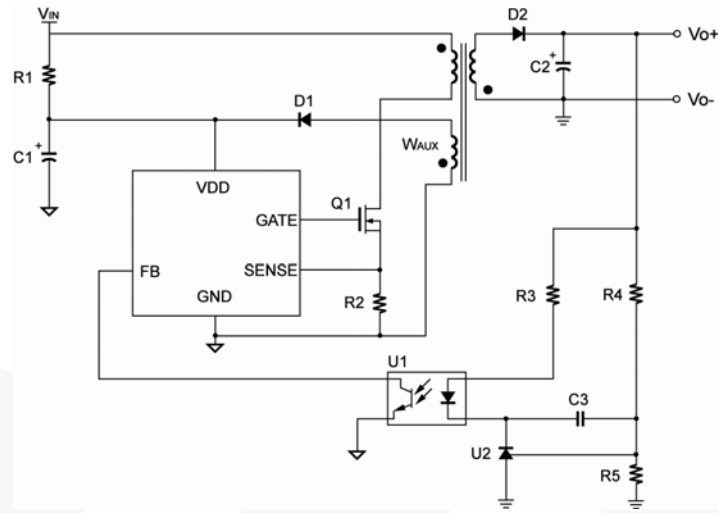 VIN
D2
Vo+
R1
C2 +
D1
Vo-
C1 +
WAUX
VDD
Q1
GATE
FB
SENSE
R2
R3
R4
GND
U1
C3
U2
R5